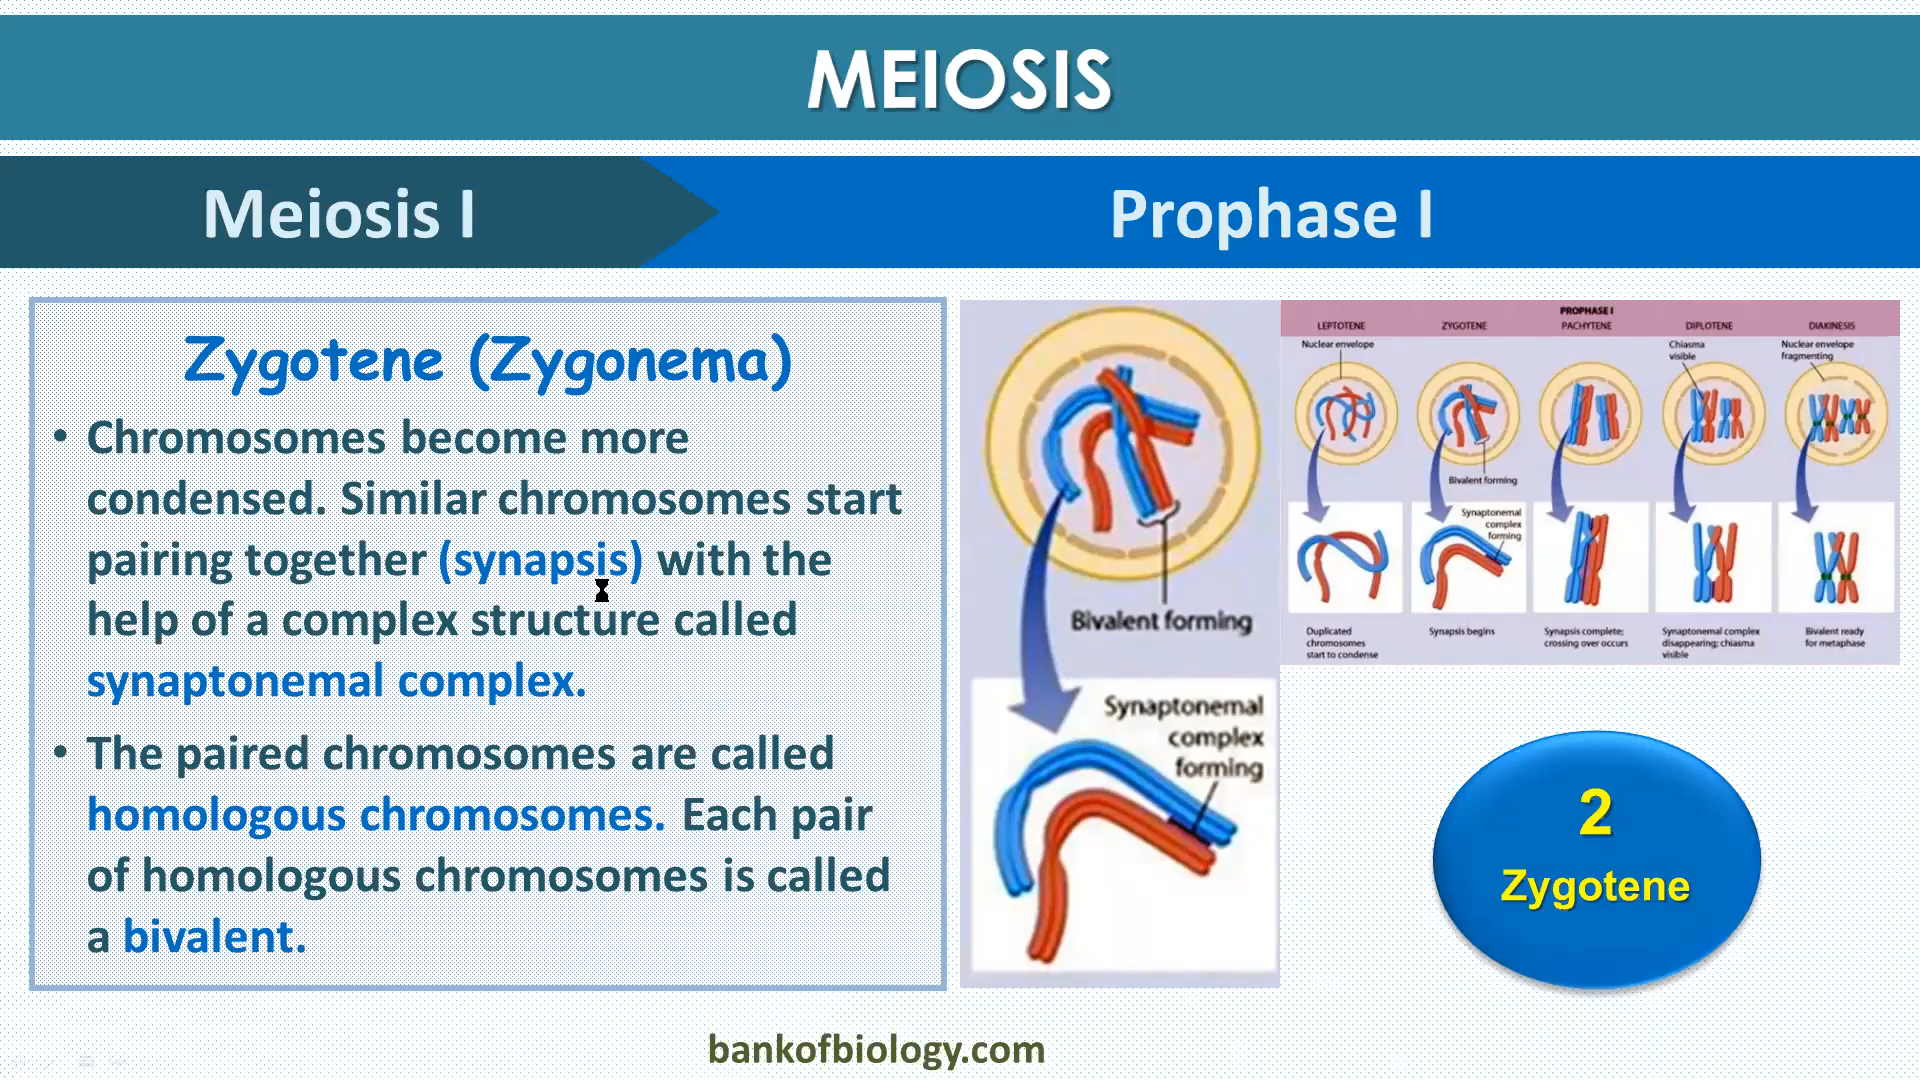 MEIOSIS
Meiosis I
Prophase I
Zygotene (Zygonema)
• Chromosomes become more
condensed. Similar chromosomes start
pairing together (synapsis) with the
help of a complex structure called
synaptonemal complex.
• The paired chromosomes are called
homologous chromosomes. Each pair
of homologous chromosomes is called
a bivalent.
Bivalent forming
Synaptonemal
complex
forming
PROPHASE I
LEPTOTENE
ZYGOTENE
PACHYTENE
DIPLOTENE
DIAKINESIS
Nuclear envelope
Chiasma
visible
Nuclear envelope
fragmenting
Bivalent forming
Synaptonemal
complex
forming
Duplicated
chromosomes
start to condense
Synapsis begins
Synapsis complete;
crossing over occurs
Synaptonemal complex
disappearing; chiasma
visible
Bivalent ready
for metaphase
2
Zygotene
bankofbiology.com